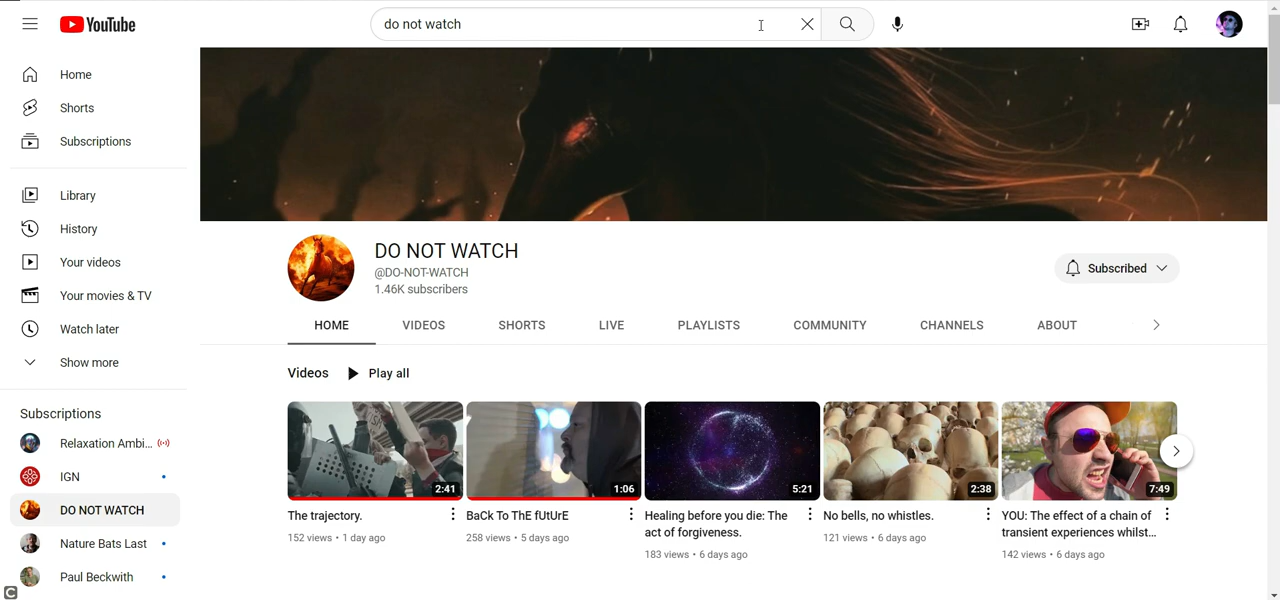 YouTube
do not watch
Home
Shorts
Subscriptions
Library
History
Your videos
Your movies & TV
Watch later
Show more
Subscriptions
Relaxation Ambi...
IGN
DO NOT WATCH
Nature Bats Last
Paul Beckwith
DO NOT WATCH
@DO-NOT-WATCH
1.46K subscribers
Subscribed
HOME VIDEOS SHORTS LIVE PLAYLISTS COMMUNITY CHANNELS ABOUT
Videos Play all
2:41 1:06 5:21 2:38 7:49
The trajectory.
152 views • 1 day ago
BaCk To ThE fUtUrE
258 views • 5 days ago
Healing before you die: The
act of forgiveness.
183 views • 6 days ago
No bells, no whistles.
121 views • 6 days ago
YOU: The effect of a chain of
transient experiences whilst...
142 views • 6 days ago